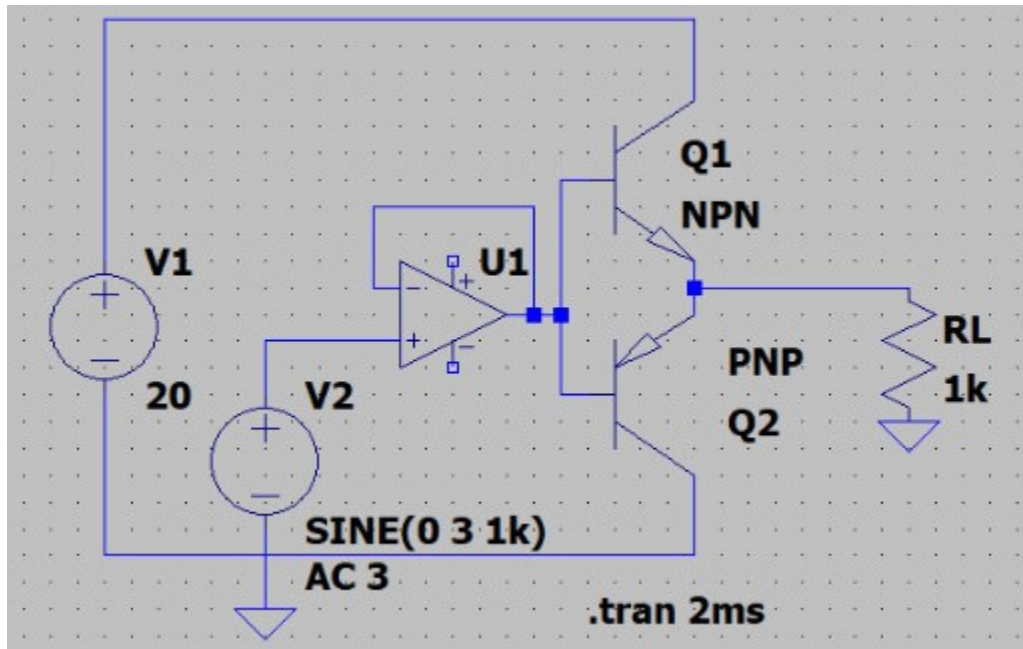 Q1
NPN
V1
U1
20
V2
PNP
Q2
RL
1k
SINE(0 3 1k)
AC 3
.tran 2ms